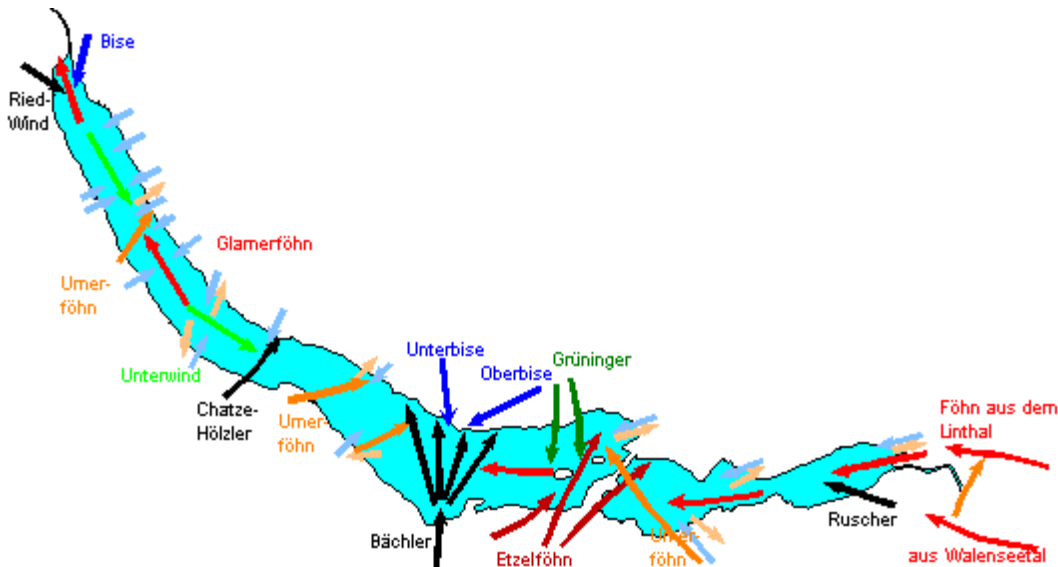 Bise
Ried-
Wind
Glarnerföhn
Urner-
föhn
Unterwind
Chatze-
Hölzler
Urner-
föhn
Unterbise
Oberbise
Grüninger
Bächler
Etzelföhn
Urner-
föhn
Föhn aus dem
Linthal
Ruscher
aus Walenseetal